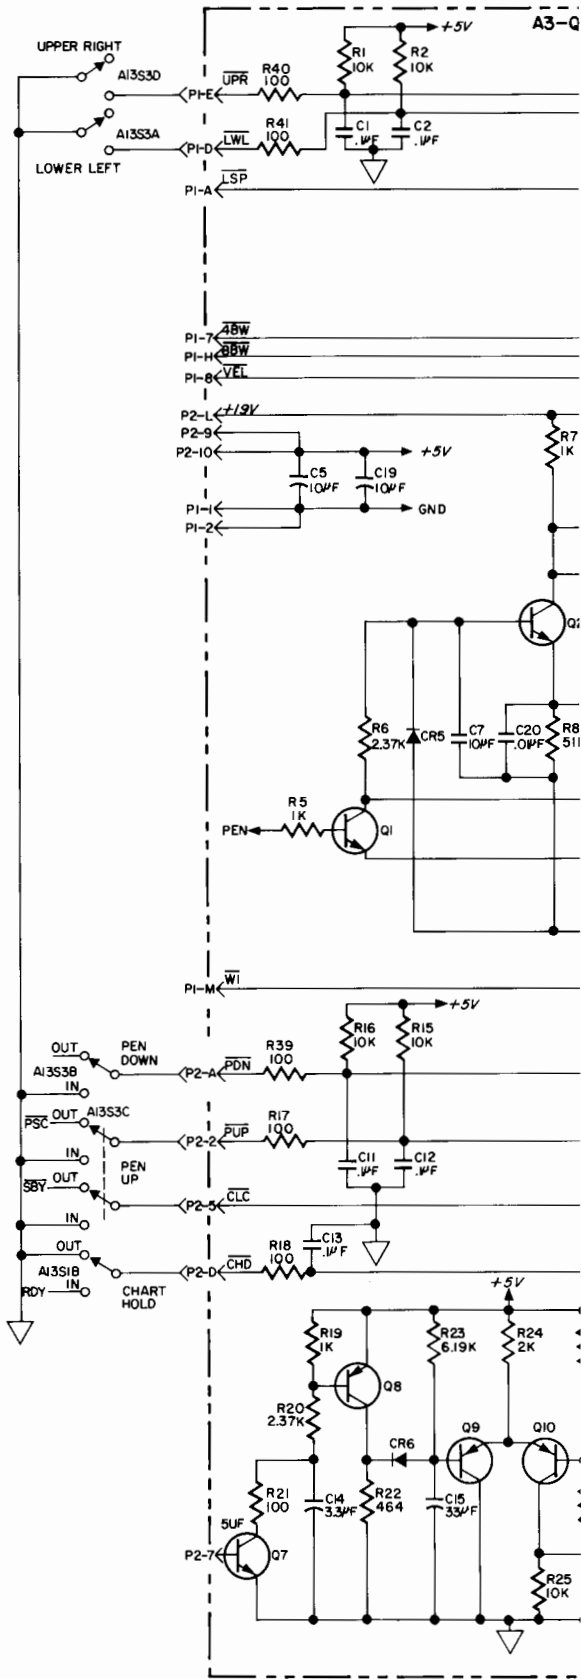 A3-Q
UPPER RIGHT
A13S3D
P1-E
UPR
R40
100
R1
10K
R2
10K
+5V
A13S3A
LOWER LEFT
P1-D
LWL
R41
100
C1
.1µF
C2
.1µF
P1-A
LSP
P1-7
4BW
P1-H
8BW
P1-8
VEL
P2-L
+19V
P2-9
P2-10
+5V
C5
10µF
C19
10µF
P1-1
GND
P1-2
R7
1K
Q2
R6
2.37K
CR5
C7
10µF
C20
.01µF
R8
511
R5
1K
PEN
Q1
P1-M
WI
+5V
R16
10K
R15
10K
OUT
PEN
DOWN
A13S3B
IN
P2-A
PDN
R39
100
PSC
OUT
A13S3C
IN
P2-2
PUP
R17
100
C11
.1µF
C12
.1µF
PEN
UP
SBY
OUT
IN
P2-5
CLC
C13
.1µF
OUT
A13S1B
RDY
IN
CHART
HOLD
P2-D
CHD
R18
100
+5V
R19
1K
R23
6.19K
R24
2K
Q8
R20
2.37K
CR6
Q9
Q10
R21
100
C14
3.3µF
R22
464
C15
33µF
5UF
P2-7
Q7
R25
10K